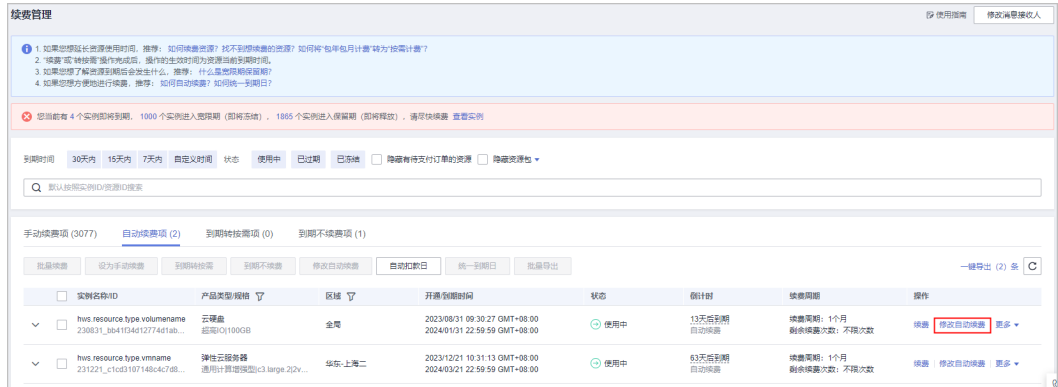 续费管理
使用指南 修改消息接收人
1. 如果您想延长资源使用时间，推荐： 如何续费资源？找不到想续费的资源？如何将“包年包月计费”转为“按需计费”？
2. “续费”或“转按需”操作完成后，操作的生效时间为资源当前到期时间。
3. 如果您想了解资源到期后会发生什么，推荐： 什么是宽限期保留期？
4. 如果您想方便地进行续费，推荐： 如何自动续费？如何统一到期日？
您当前有 4 个实例即将到期， 1000 个实例进入宽限期（即将冻结）， 1865 个实例进入保留期（即将释放），请尽快续费 查看实例
到期时间 30天内 15天内 7天内 自定义时间 状态 使用中 已过期 已冻结 隐藏有待支付订单的资源 隐藏资源包
默认按照实例ID/资源ID搜索
手动续费项 (3077) 自动续费项 (2) 到期转按需项 (0) 到期不续费项 (1)
批量续费 设为手动续费 到期转按需 到期不续费 修改自动续费 自动扣款日 统一到期日 批量导出 一键导出（2）条
实例名称/ID 产品类型/规格 区域 开通/到期时间 状态 倒计时 续费周期 操作
hws.resource.type.volumename 云硬盘 2023/08/31 09:30:27 GMT+08:00 13天后到期 续费周期：1个月
全局 使用中 续费 修改自动续费 更多
230831_bb41f34d12774d1ab... 超高IO|100GB 2024/01/31 22:59:59 GMT+08:00 自动续费 剩余续费次数：不限次数
hws.resource.type.vmname 弹性云服务器 2023/12/21 10:31:13 GMT+08:00 63天后到期 续费周期：1个月
华东-上海二 使用中 续费 修改自动续费 更多
231221_c1cd3107148c4c7d8... 通用计算增强型|c3.large.2|2v... 2024/03/21 22:59:59 GMT+08:00 自动续费 剩余续费次数：不限次数